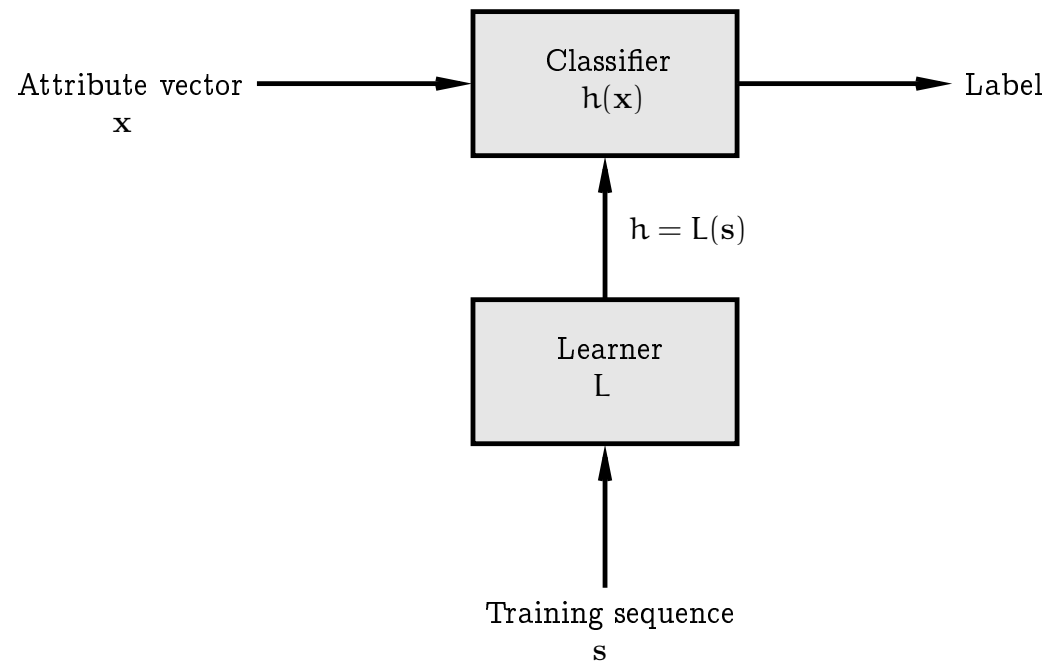 Classifier
h(x)
Attribute vector
x
Label
h = L(s)
Learner
L
Training sequence
s